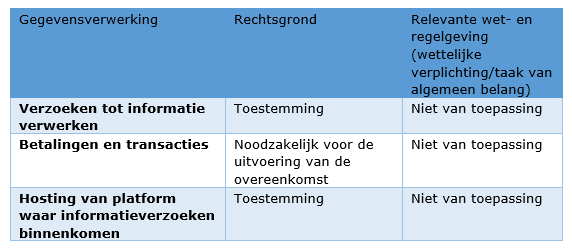 Gegevensverwerking Rechtsgrond Relevante wet- en
regelgeving
(wettelijke
verplichting/taak van
algemeen belang)
Verzoeken tot informatie Toestemming Niet van toepassing
verwerken
Betalingen en transacties Noodzakelijk voor de Niet van toepassing
uitvoering van de
overeenkomst
Hosting van platform Toestemming Niet van toepassing
waar informatieverzoeken
binnenkomen